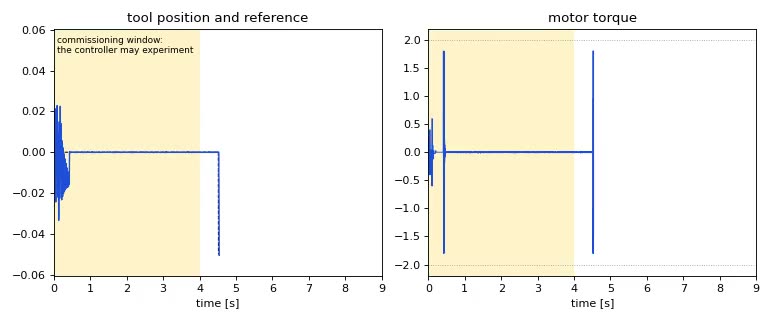 tool position and reference
0.06
commissioning window:
the controller may experiment
0.04
0.02
0.00
−0.02
−0.04
−0.06
0 1 2 3 4 5 6 7 8 9
time [s]
motor torque
2.0
1.5
1.0
0.5
0.0
−0.5
−1.0
−1.5
−2.0
0 1 2 3 4 5 6 7 8 9
time [s]